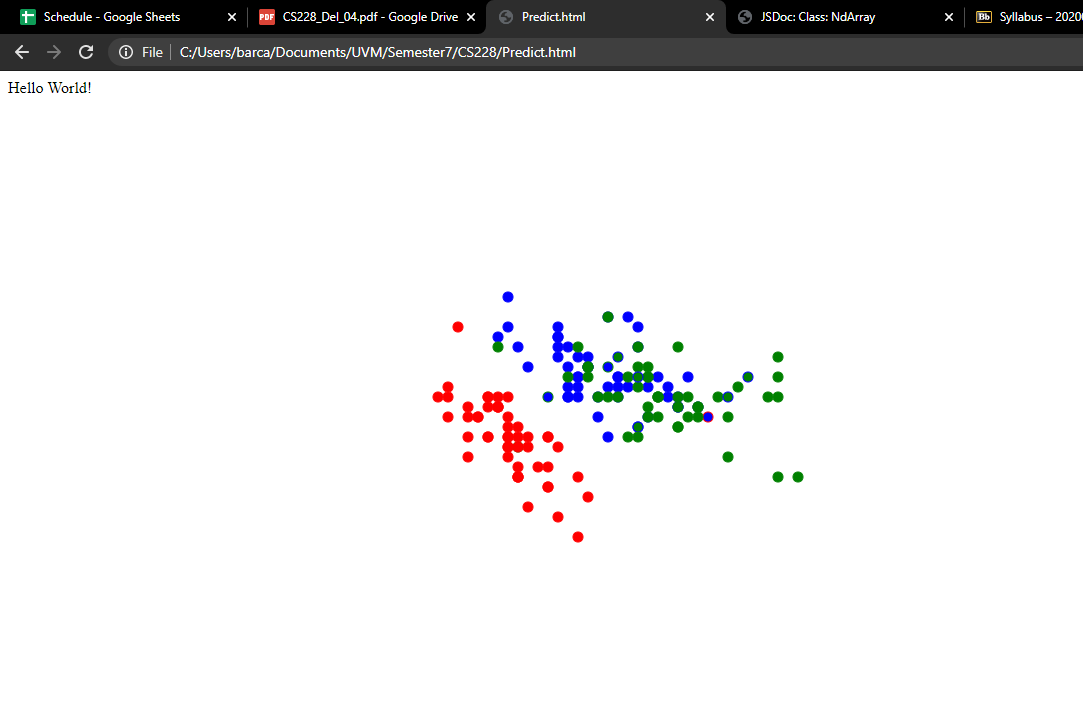 Schedule - Google Sheets
PDF
CS228_Del_04.pdf - Google Drive
Predict.html
JSDoc: Class: NdArray
Bb
Syllabus – 2020
File
C:/Users/barca/Documents/UVM/Semester7/CS228/Predict.html
Hello World!